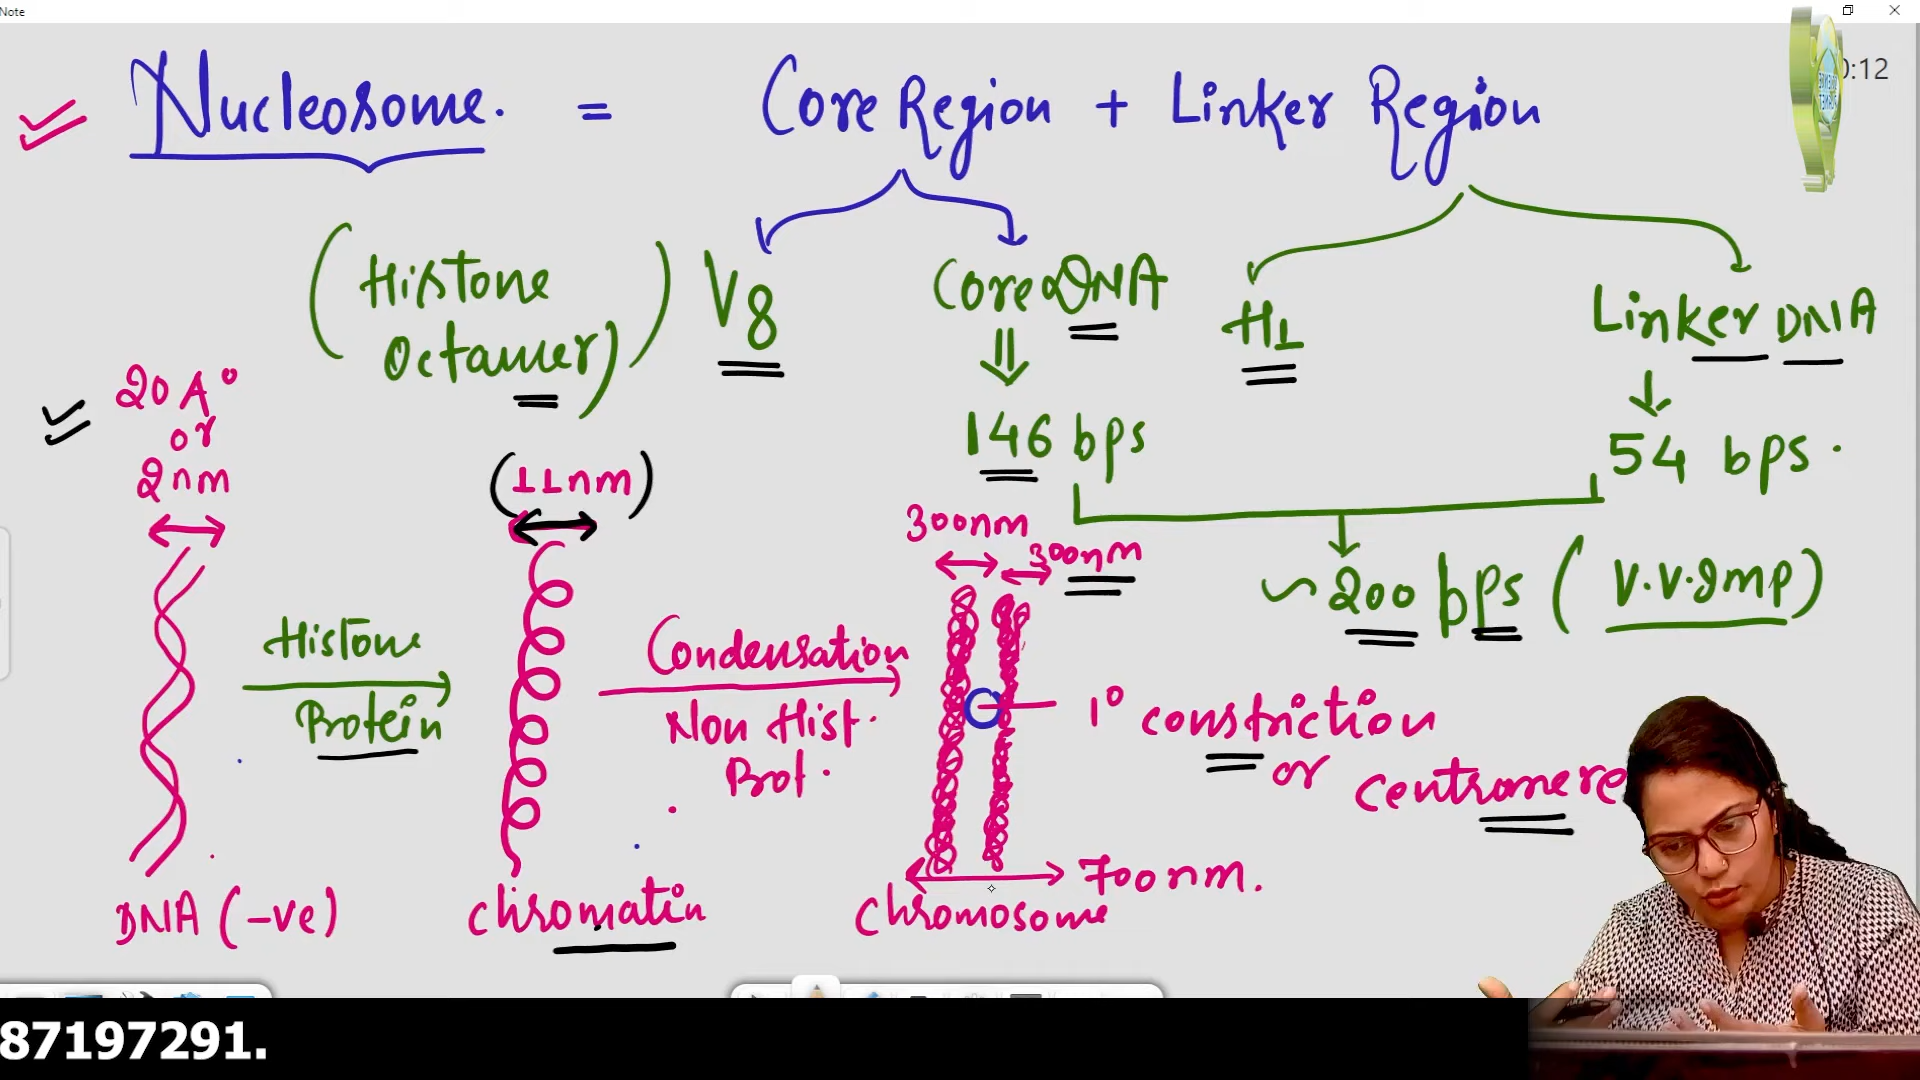 Note
0:12
Nucleosome. = Core Region + Linker Region
(Histone Octamer) V8
Core DNA
H1
Linker DNA
146 bps
54 bps.
~ 200 bps (V.V.Imp)
20 A°
or
2nm
(11nm)
300nm
300nm
Histone
Protein
Condensation
Non Hist.
Prot.
1° constriction
or centromere
700nm.
DNA (-ve)
chromatin
Chromosome
87197291.